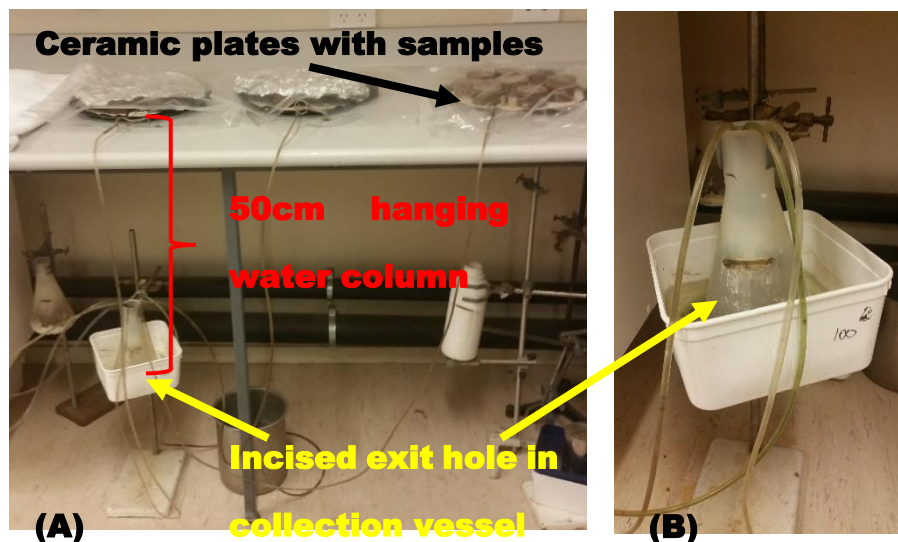 Ceramic plates with samples
50cm hanging
water column
100
Incised exit hole in
collection vessel
(A)
(B)